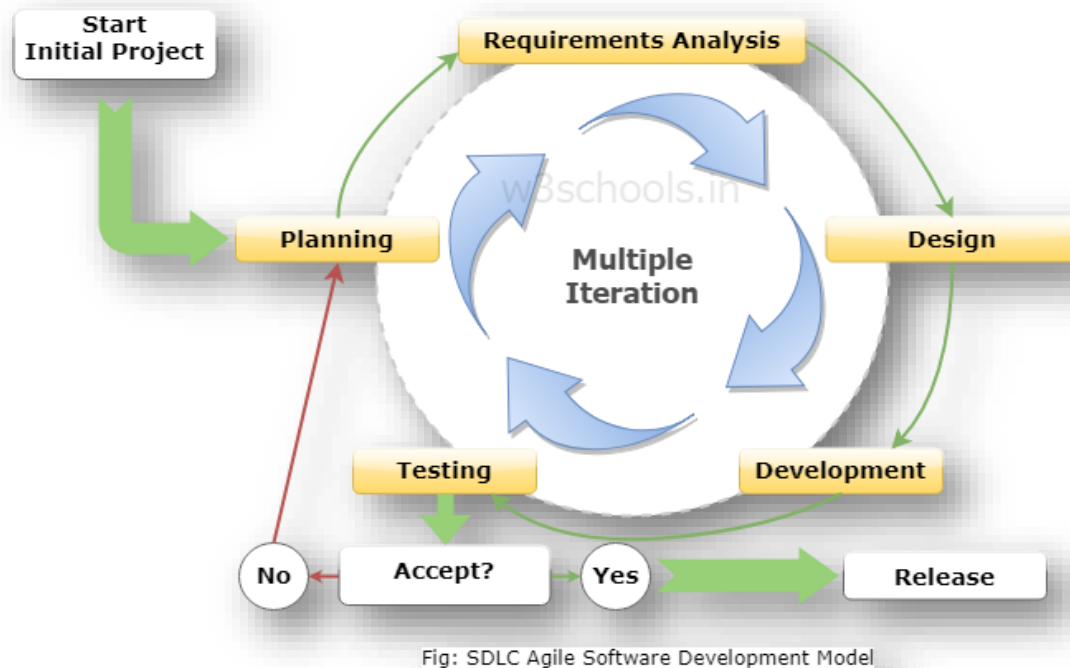 Start
Initial Project
Requirements Analysis
w3schools.in
Planning
Design
Multiple
Iteration
Testing
Development
No
Accept?
Yes
Release
Fig: SDLC Agile Software Development Model